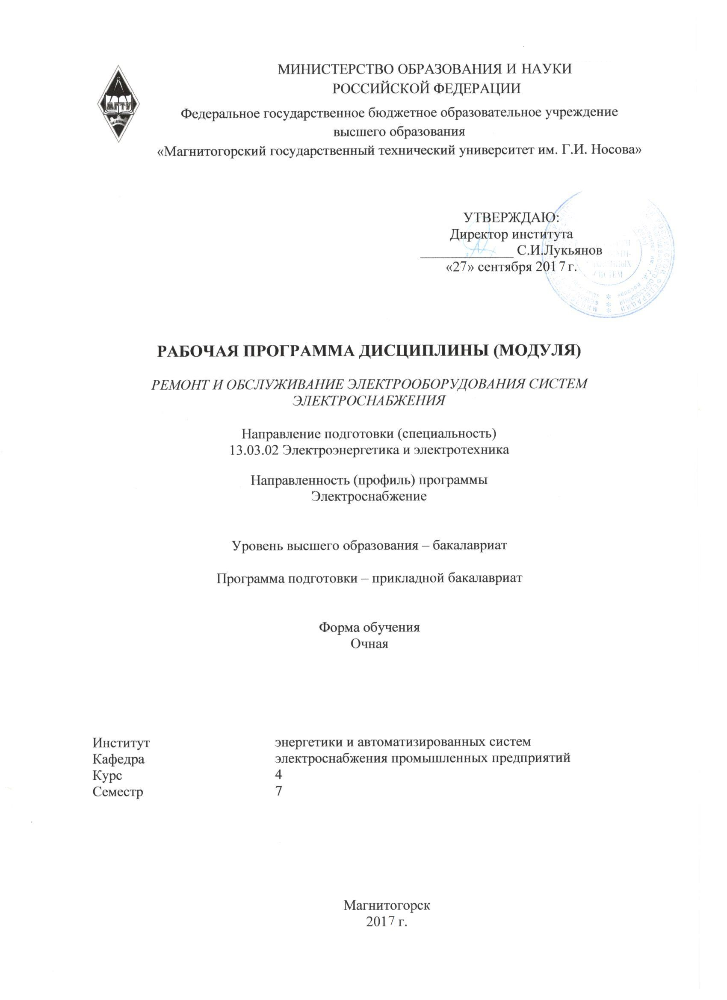 МИНИСТЕРСТВО ОБРАЗОВАНИЯ И НАУКИ
РОССИЙСКОЙ ФЕДЕРАЦИИ
Федеральное государственное бюджетное образовательное учреждение
высшего образования
«Магнитогорский государственный технический университет им. Г.И. Носова»
МГТУ
УТВЕРЖДАЮ:
Директор института
С.И.Лукьянов
«27» сентября 2017 г.
СИСТЕМ
РАБОЧАЯ ПРОГРАММА ДИСЦИПЛИНЫ (МОДУЛЯ)
РЕМОНТ И ОБСЛУЖИВАНИЕ ЭЛЕКТРООБОРУДОВАНИЯ СИСТЕМ
ЭЛЕКТРОСНАБЖЕНИЯ
Направление подготовки (специальность)
13.03.02 Электроэнергетика и электротехника
Направленность (профиль) программы
Электроснабжение
Уровень высшего образования – бакалавриат
Программа подготовки – прикладной бакалавриат
Форма обучения
Очная
Институт энергетики и автоматизированных систем
Кафедра электроснабжения промышленных предприятий
Курс 4
Семестр 7
Магнитогорск
2017 г.